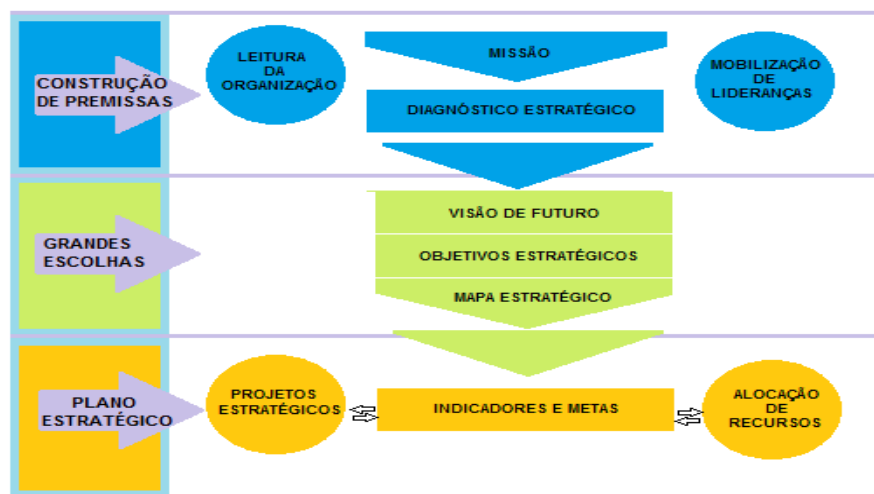 CONSTRUÇÃO
DE PREMISSAS
LEITURA
DA
ORGANIZAÇÃO
MISSÃO
DIAGNÓSTICO ESTRATÉGICO
MOBILIZAÇÃO
DE
LIDERANÇAS
GRANDES
ESCOLHAS
VISÃO DE FUTURO
OBJETIVOS ESTRATÉGICOS
MAPA ESTRATÉGICO
PLANO
ESTRATÉGICO
PROJETOS
ESTRATÉGICOS
INDICADORES E METAS
ALOCAÇÃO
DE
RECURSOS